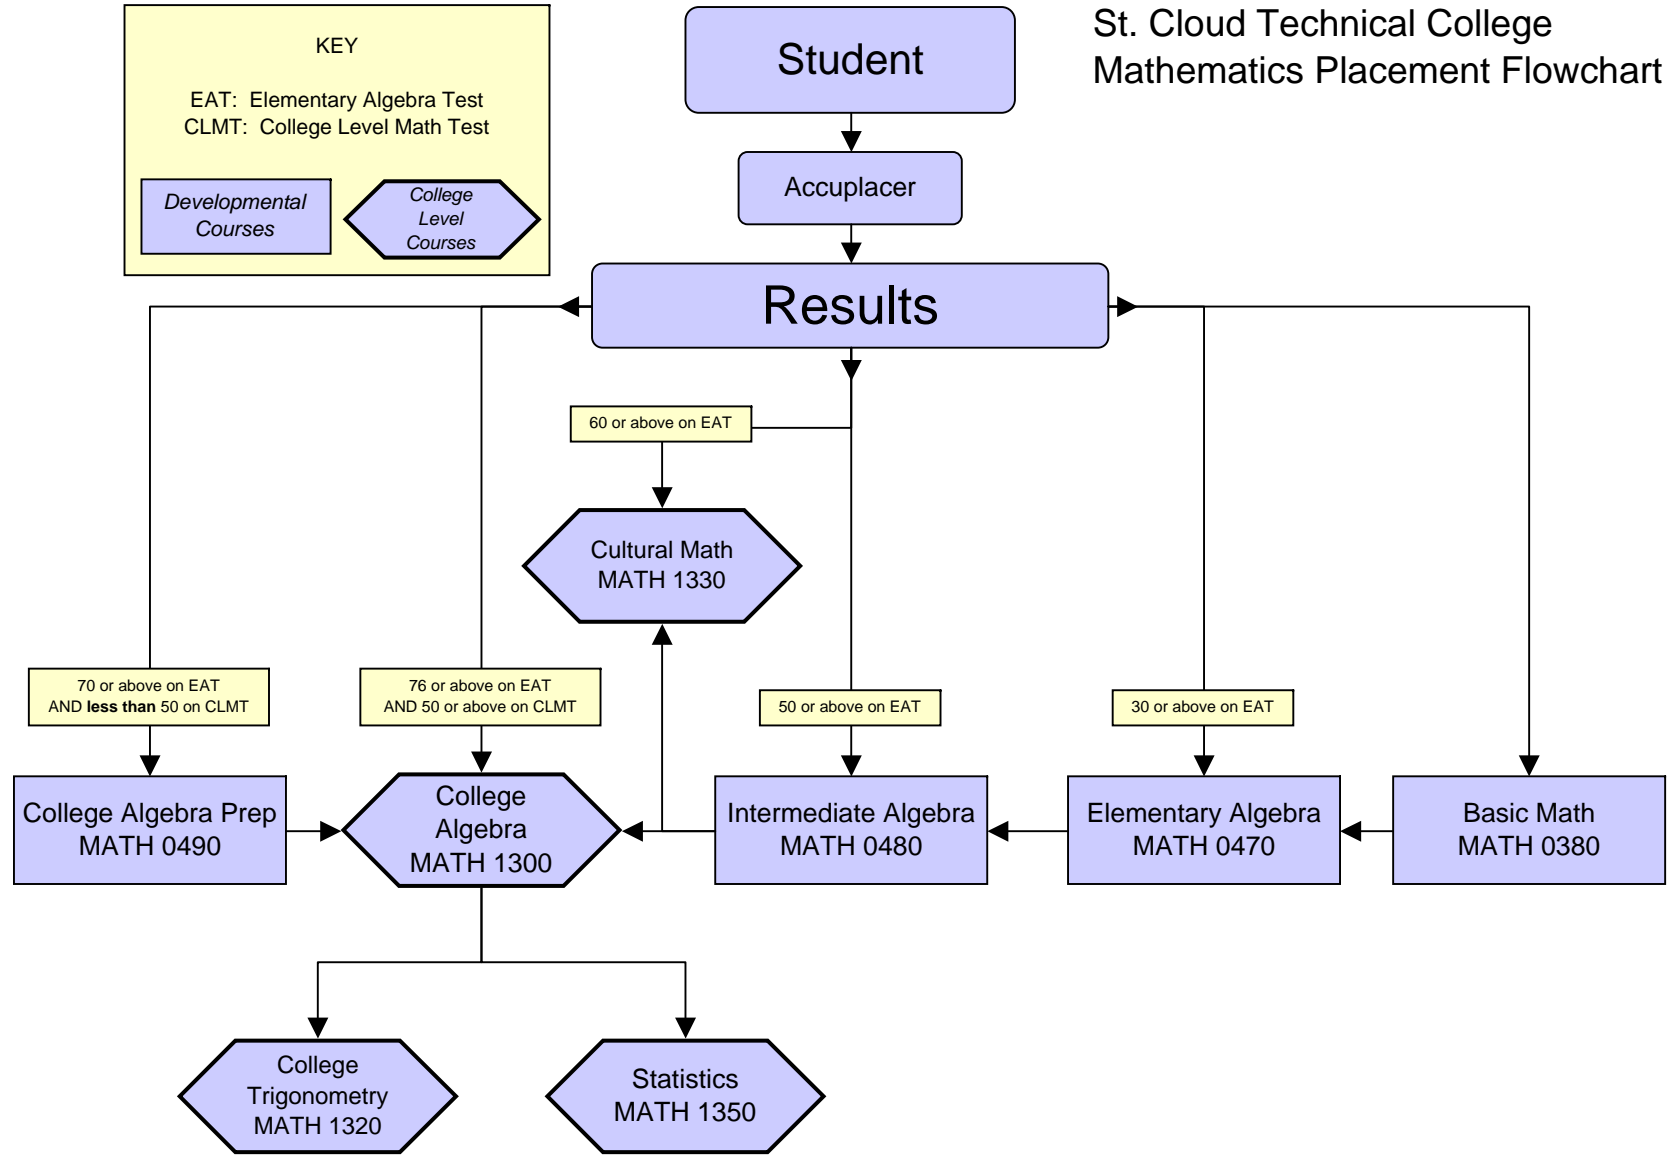 St. Cloud Technical College
Mathematics Placement Flowchart
KEY
EAT: Elementary Algebra Test
CLMT: College Level Math Test
Developmental
Courses
College
Level
Courses
Student
Accuplacer
Results
60 or above on EAT
Cultural Math
MATH 1330
70 or above on EAT
AND less than 50 on CLMT
76 or above on EAT
AND 50 or above on CLMT
50 or above on EAT
30 or above on EAT
College Algebra Prep
MATH 0490
College
Algebra
MATH 1300
Intermediate Algebra
MATH 0480
Elementary Algebra
MATH 0470
Basic Math
MATH 0380
College
Trigonometry
MATH 1320
Statistics
MATH 1350